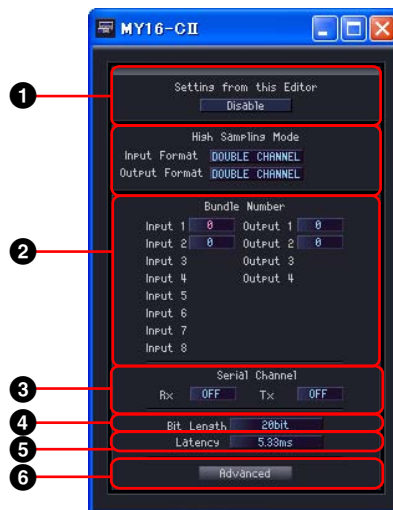 MY16-CII
1
Setting from this Editor
Disable
High Sampling Mode
Input Format DOUBLE CHANNEL
Output Format DOUBLE CHANNEL
2
Bundle Number
Input 1 0 Output 1 0
Input 2 0 Output 2 0
Input 3 Output 3
Input 4 Output 4
Input 5
Input 6
Input 7
Input 8
3
Serial Channel
Rx OFF Tx OFF
4
Bit Length 20bit
5
Latency 5.33ms
6
Advanced